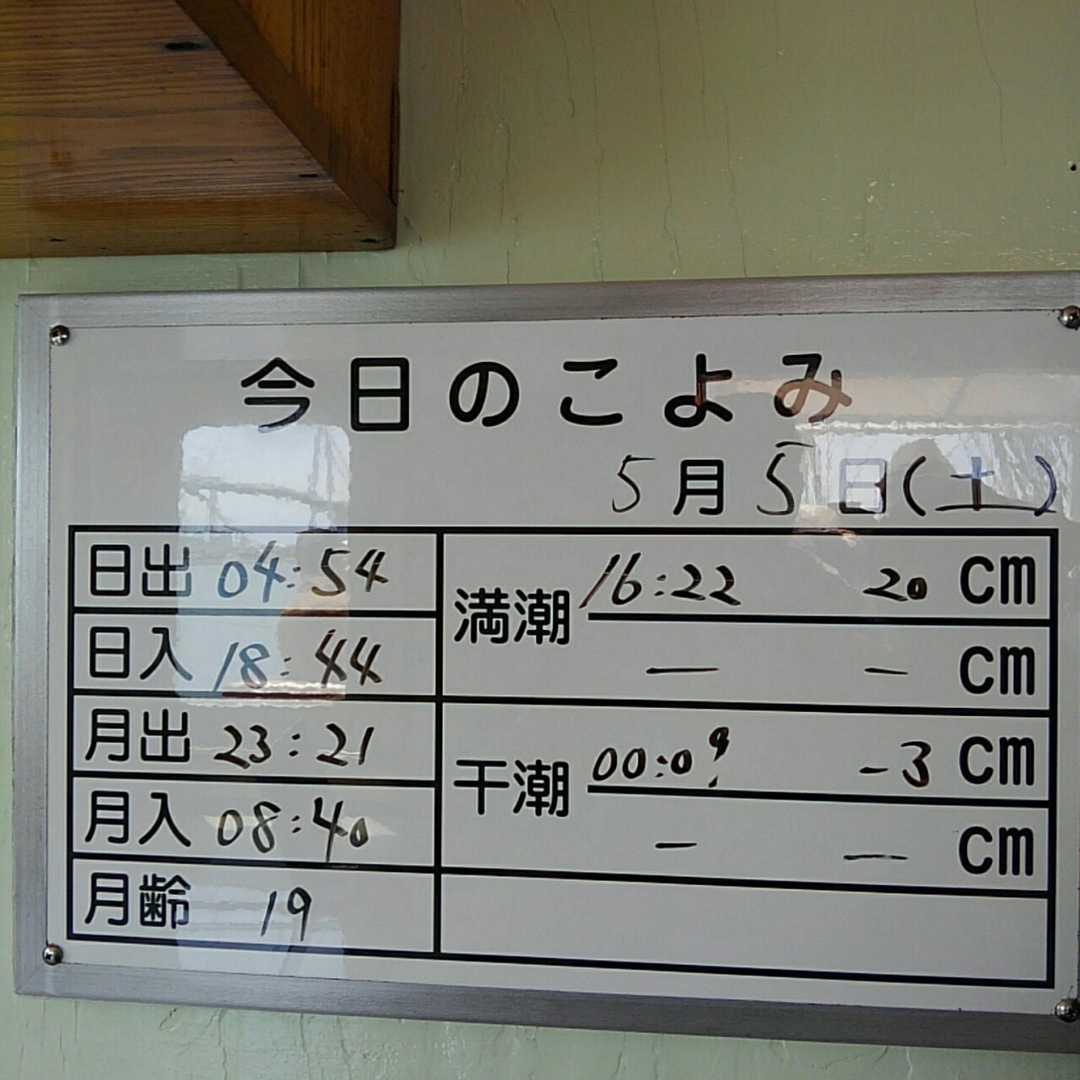 今日のこよみ
5月5日(土)
日出 04:54
日入 18:44
月出 23:21
月入 08:40
月齢 19
満潮 16:22 20 cm
— — cm
干潮 00:09 -3 cm
— — cm